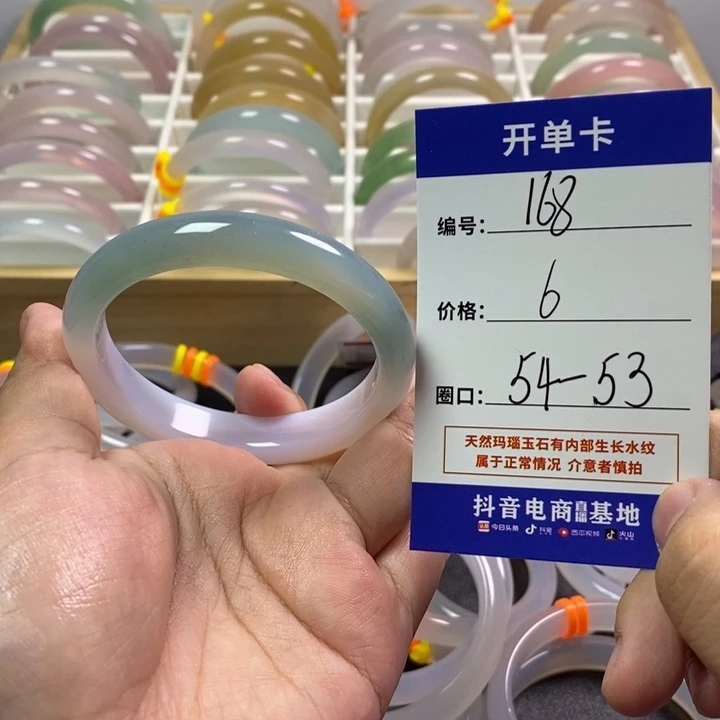 开单卡
编号: 168
价格: 6
圈口: 54-53
天然玛瑙玉石有内部生长水纹
属于正常情况 介意者慎拍
抖音电商直播基地
今日头条 抖音 西瓜视频 火山